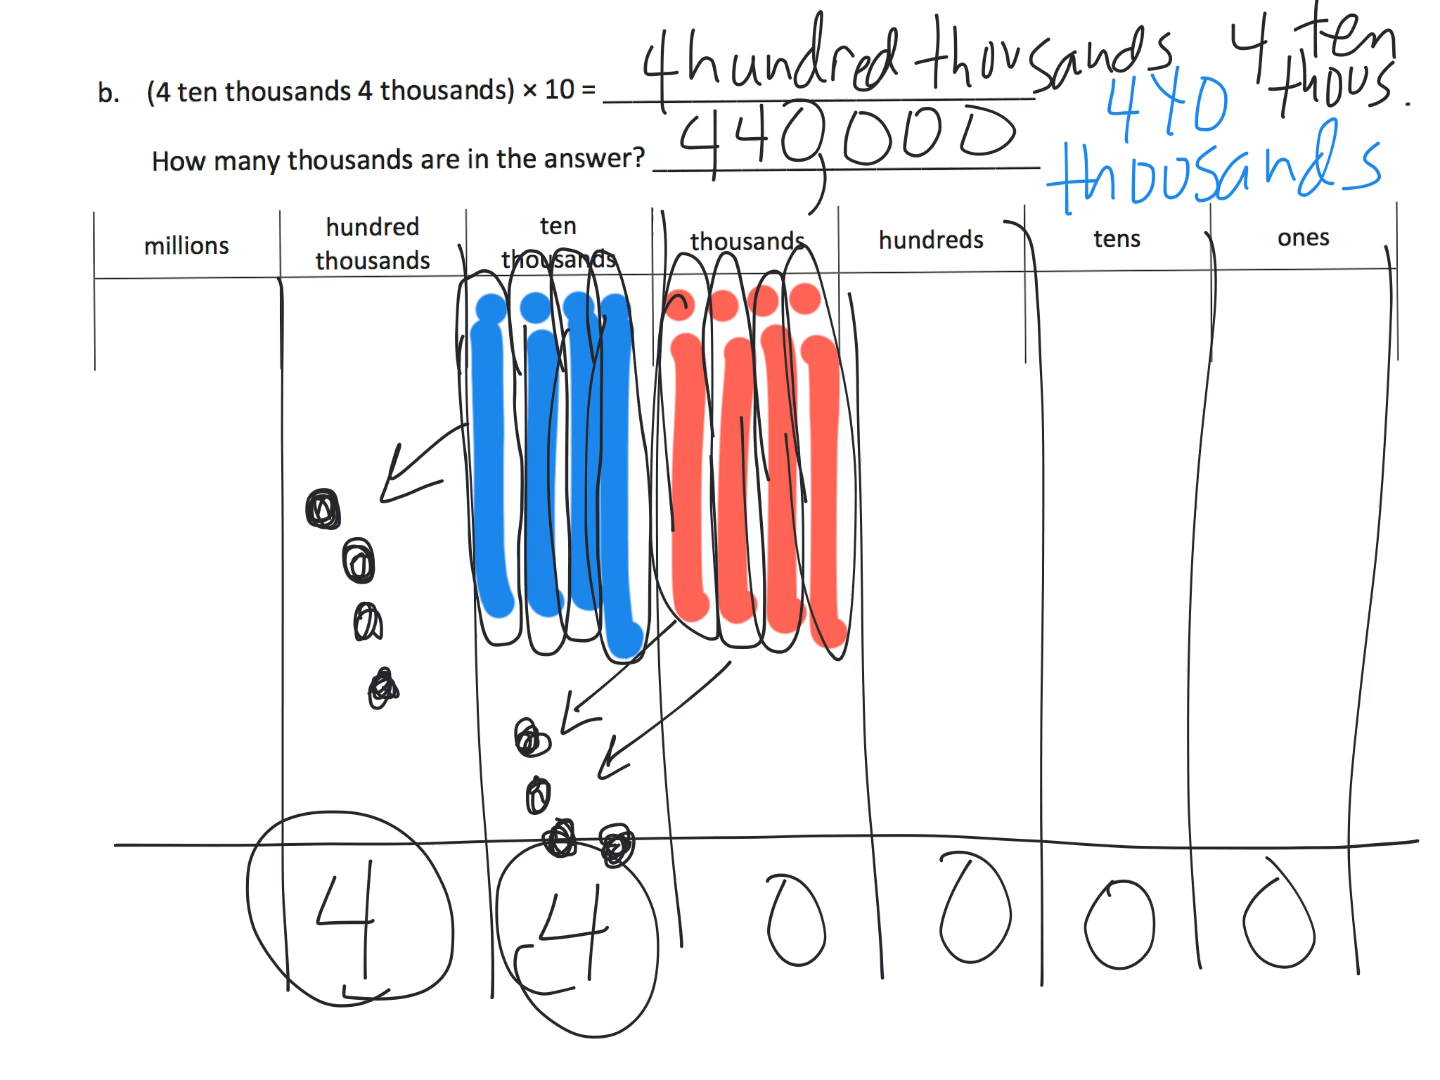 4 hundred thousands 4 ten thous.
b. (4 ten thousands 4 thousands) × 10 =
440,000
440 thousands
How many thousands are in the answer?
millions hundred thousands ten thousands thousands hundreds tens ones
4 4 0 0 0 0